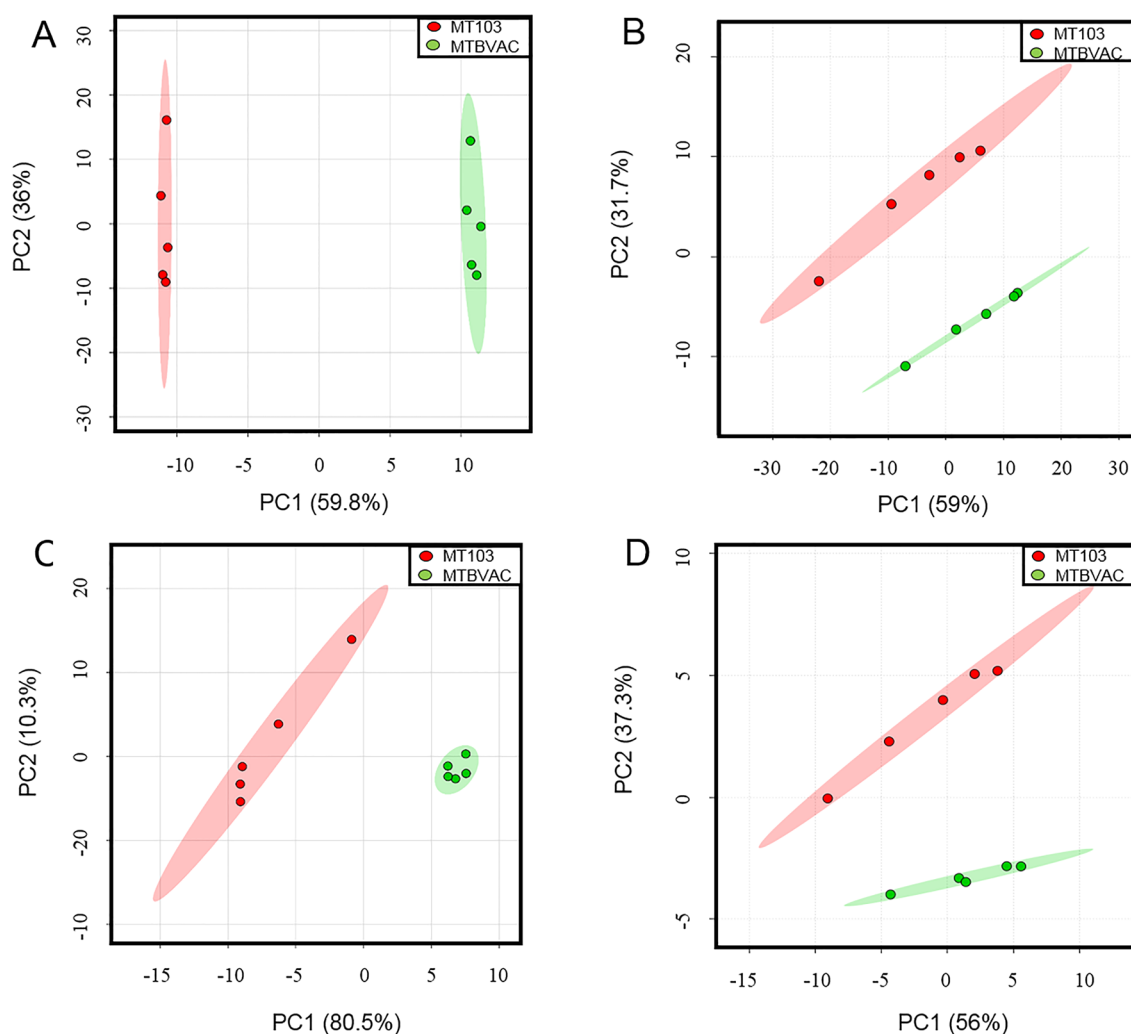 A
MT103
MTBVAC
30
20
10
0
-10
-20
-30
PC2 (36%)
-10
-5
0
5
10
PC1 (59.8%)
B
MT103
MTBVAC
20
10
0
-10
PC2 (31.7%)
-30
-20
-10
0
10
20
30
PC1 (59%)
C
MT103
MTBVAC
20
10
0
-20
-10
PC2 (10.3%)
-15
-10
-5
0
5
10
PC1 (80.5%)
D
MT103
MTBVAC
10
5
0
-5
PC2 (37.3%)
-15
-10
-5
0
5
10
PC1 (56%)